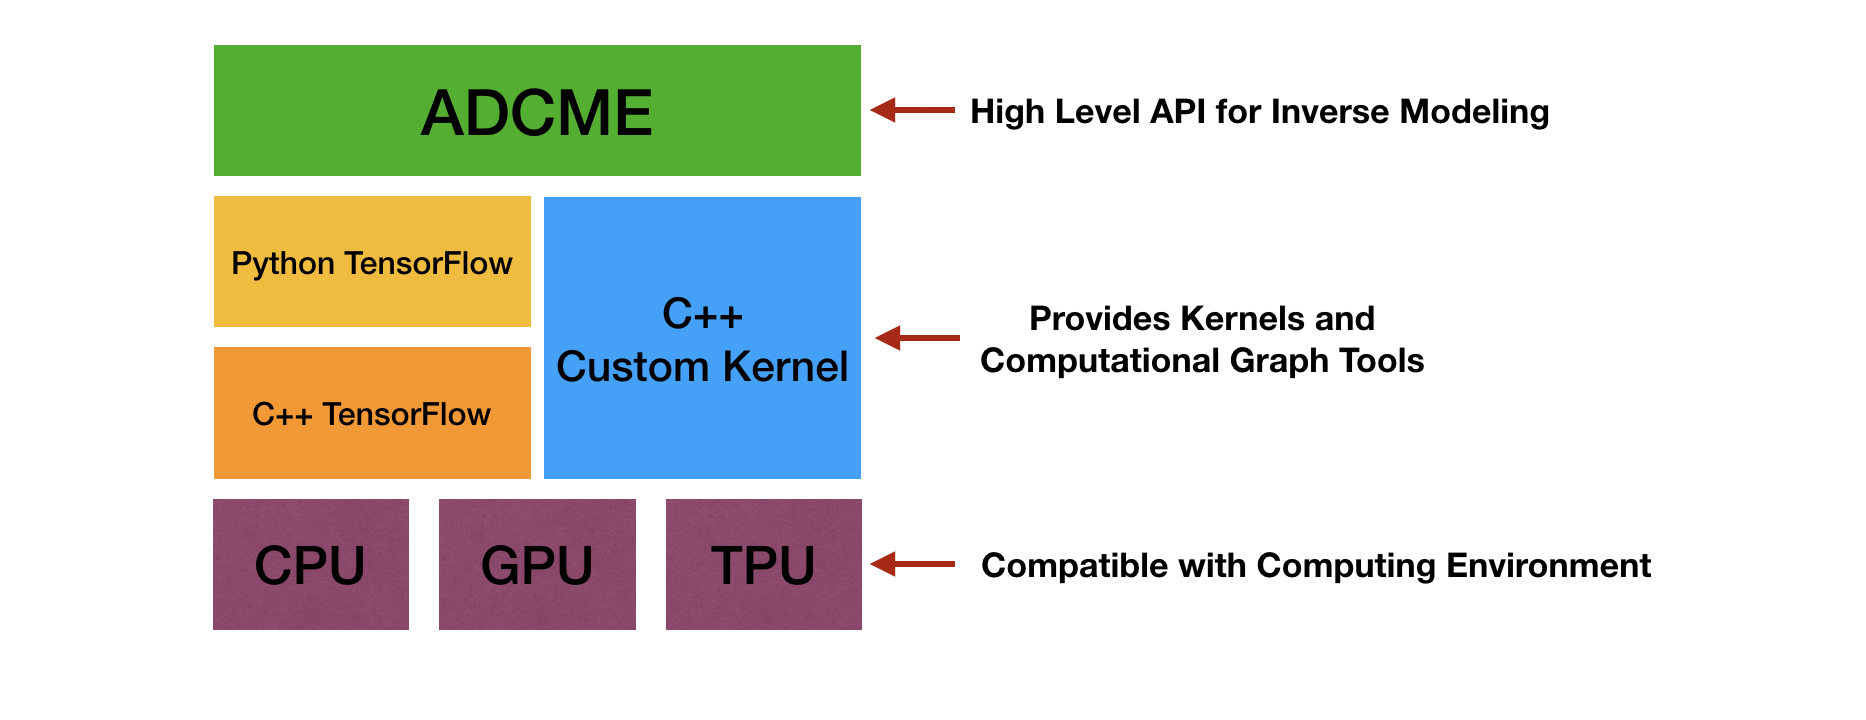 ADCME
High Level API for Inverse Modeling
Python TensorFlow
C++ TensorFlow
C++
Custom Kernel
Provides Kernels and
Computational Graph Tools
CPU
GPU
TPU
Compatible with Computing Environment